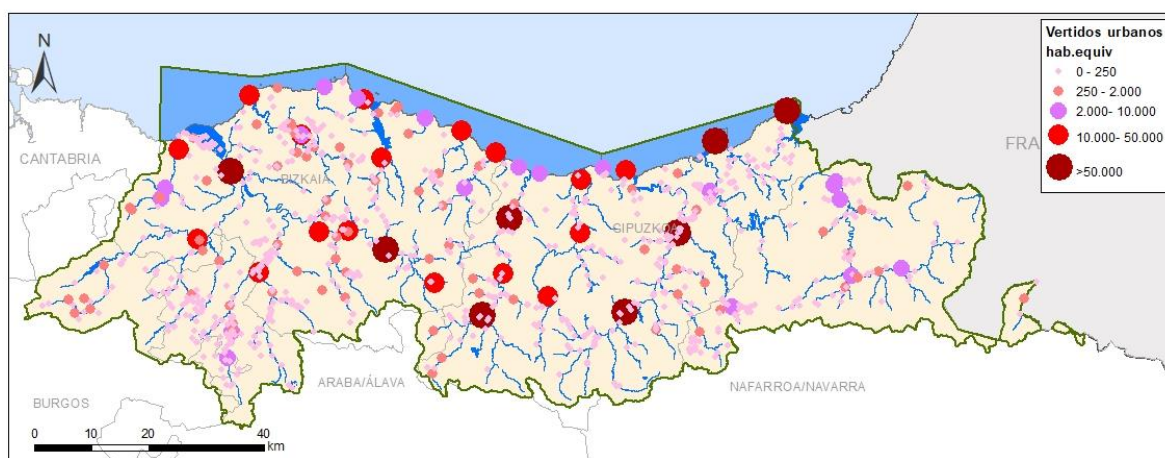 N
Vertidos urbanos
hab.equiv
0 - 250
250 - 2.000
2.000- 10.000
10.000- 50.000
>50.000
CANTABRIA
FRA
BIZKAIA
GIPUZKOA
ARABA/ÁLAVA
NAFARROA/NAVARRA
BURGOS
0 10 20 40
km